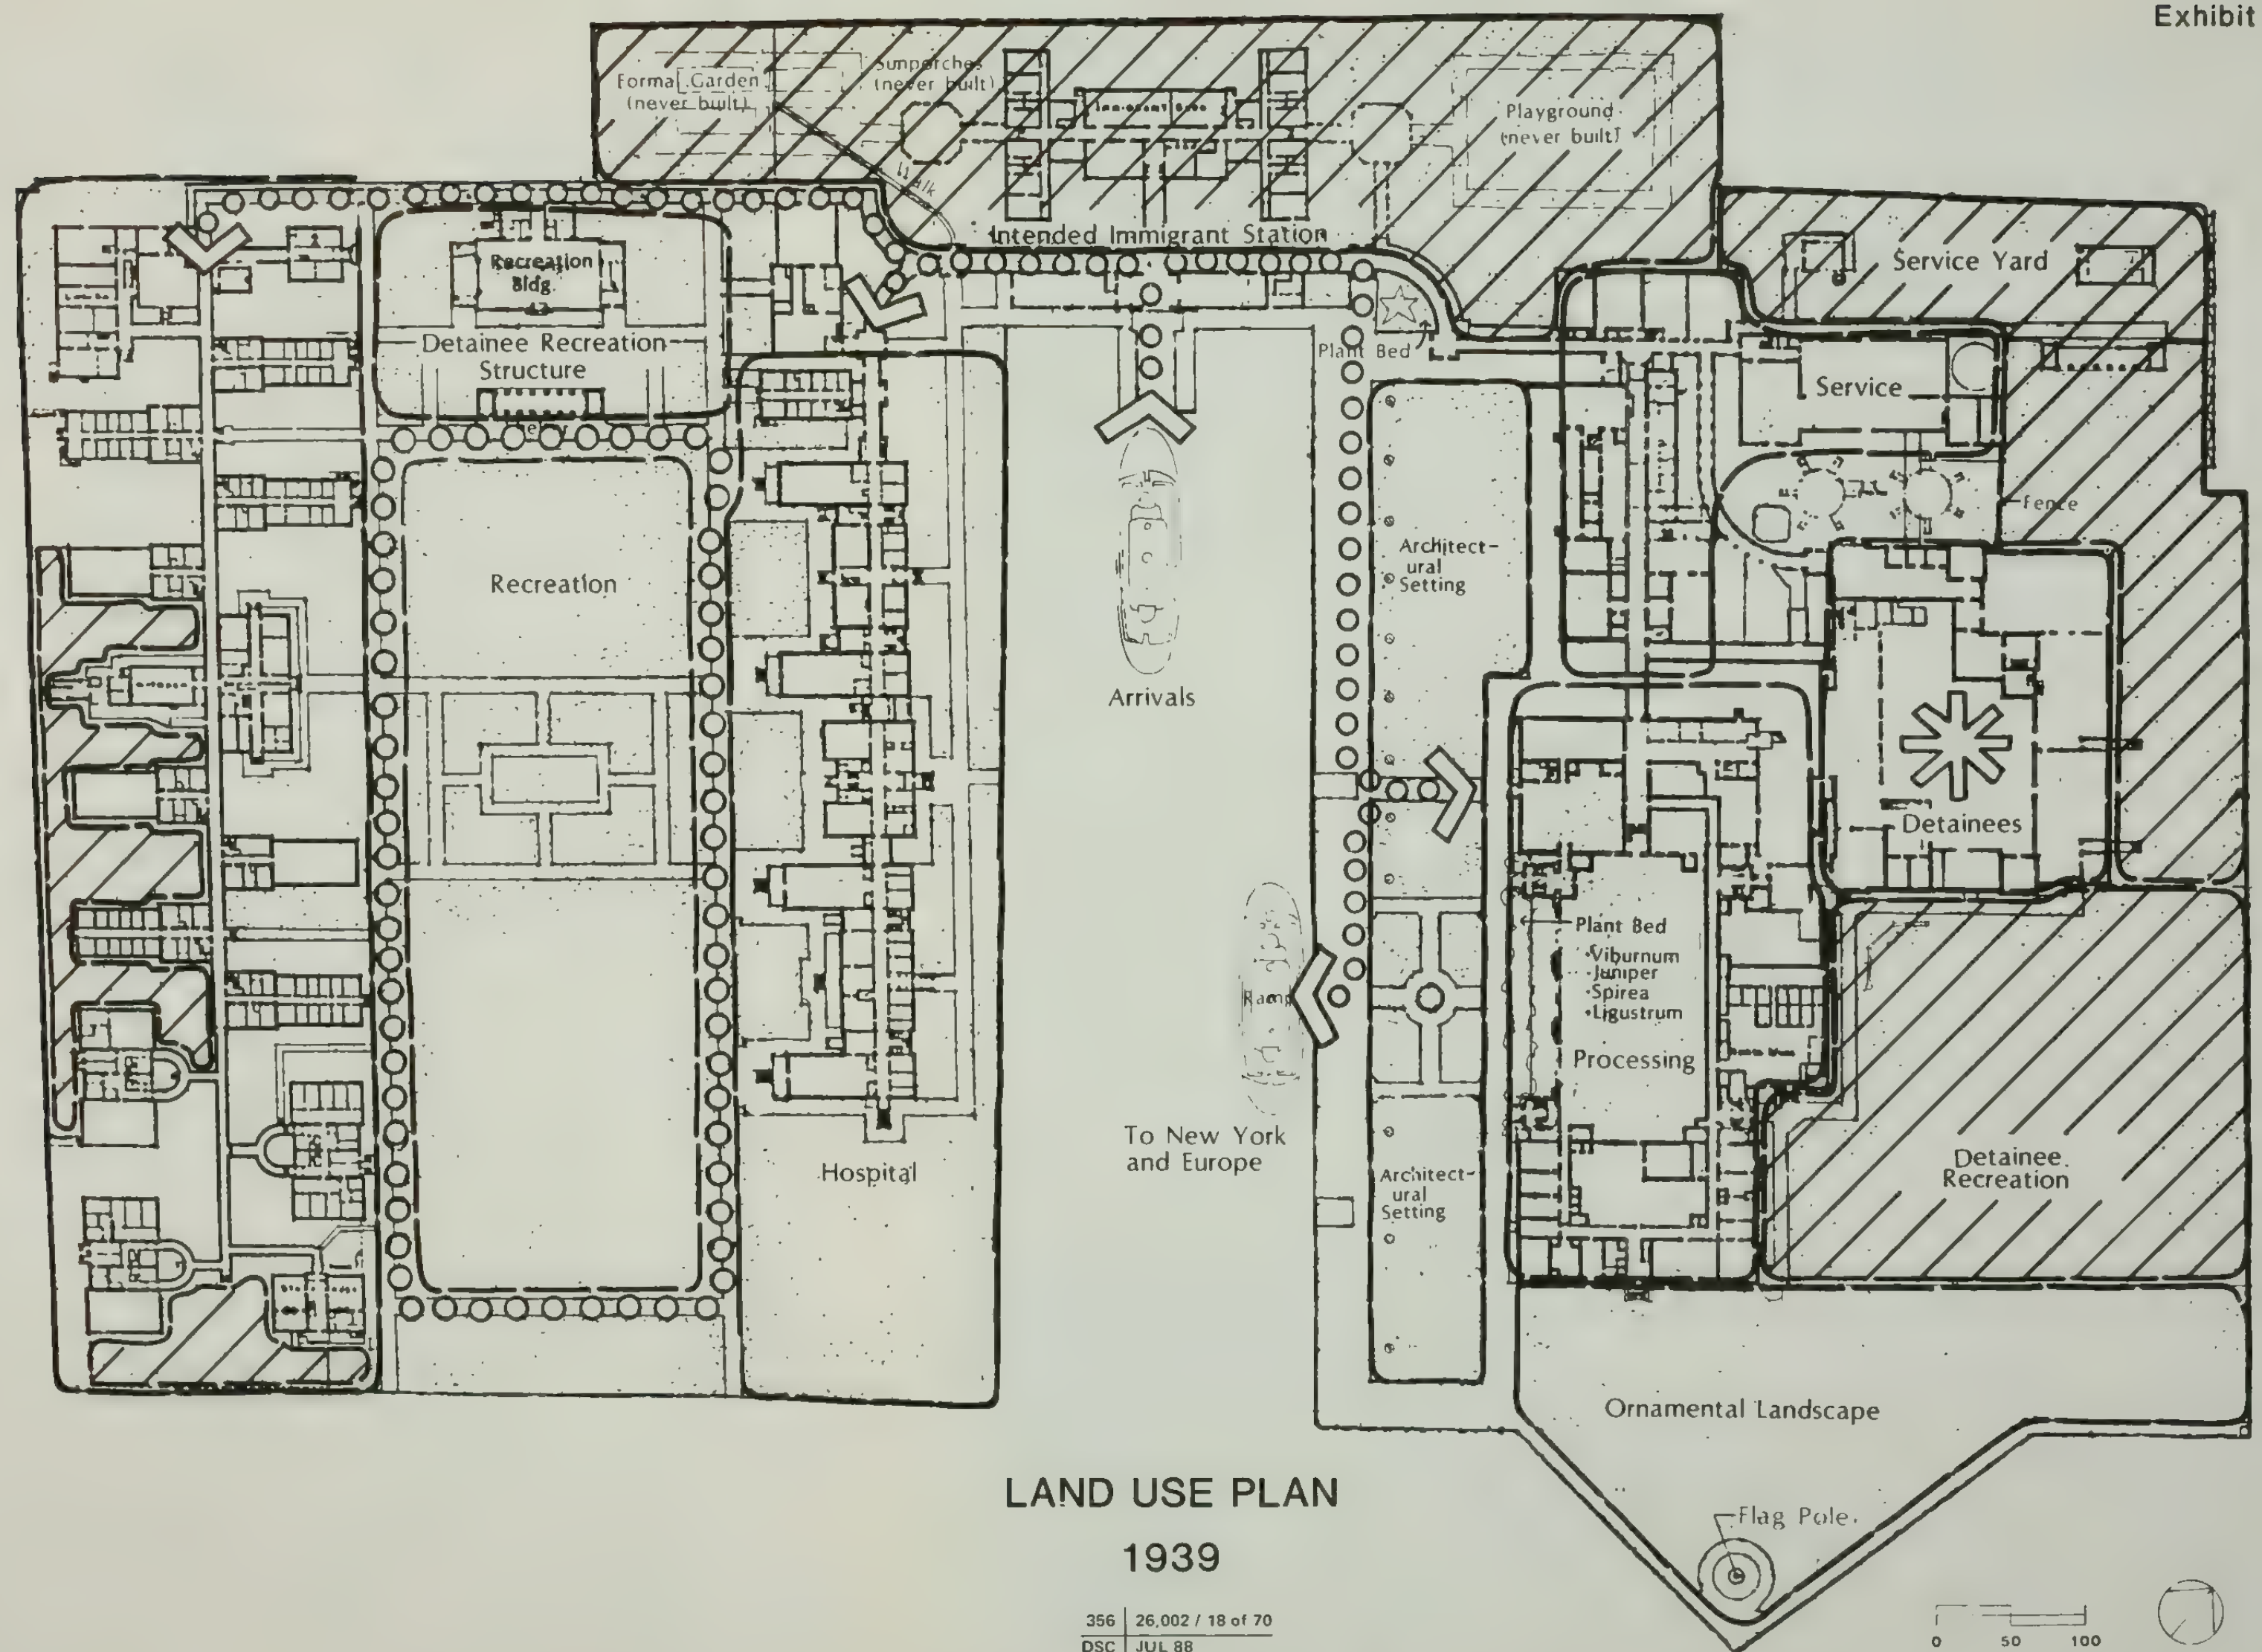 Exhibit
Formal Garden
(never built)
Sunporches
(never built)
Playground
(never built)
Walk
Intended Immigrant Station
Service Yard
Recreation
Bldg.
Detainee Recreation
Structure
Plant Bed
Service
Fence
Recreation
Architect-
ural
Setting
Arrivals
Detainees
Plant Bed
•Viburnum
•Juniper
•Spirea
•Ligustrum
Ramp
Processing
To New York
and Europe
Hospital
Architect-
ural
Setting
Detainee
Recreation
Ornamental Landscape
Flag Pole
LAND USE PLAN
1939
356 26,002 / 18 of 70
DSC JUL 88
0 50 100